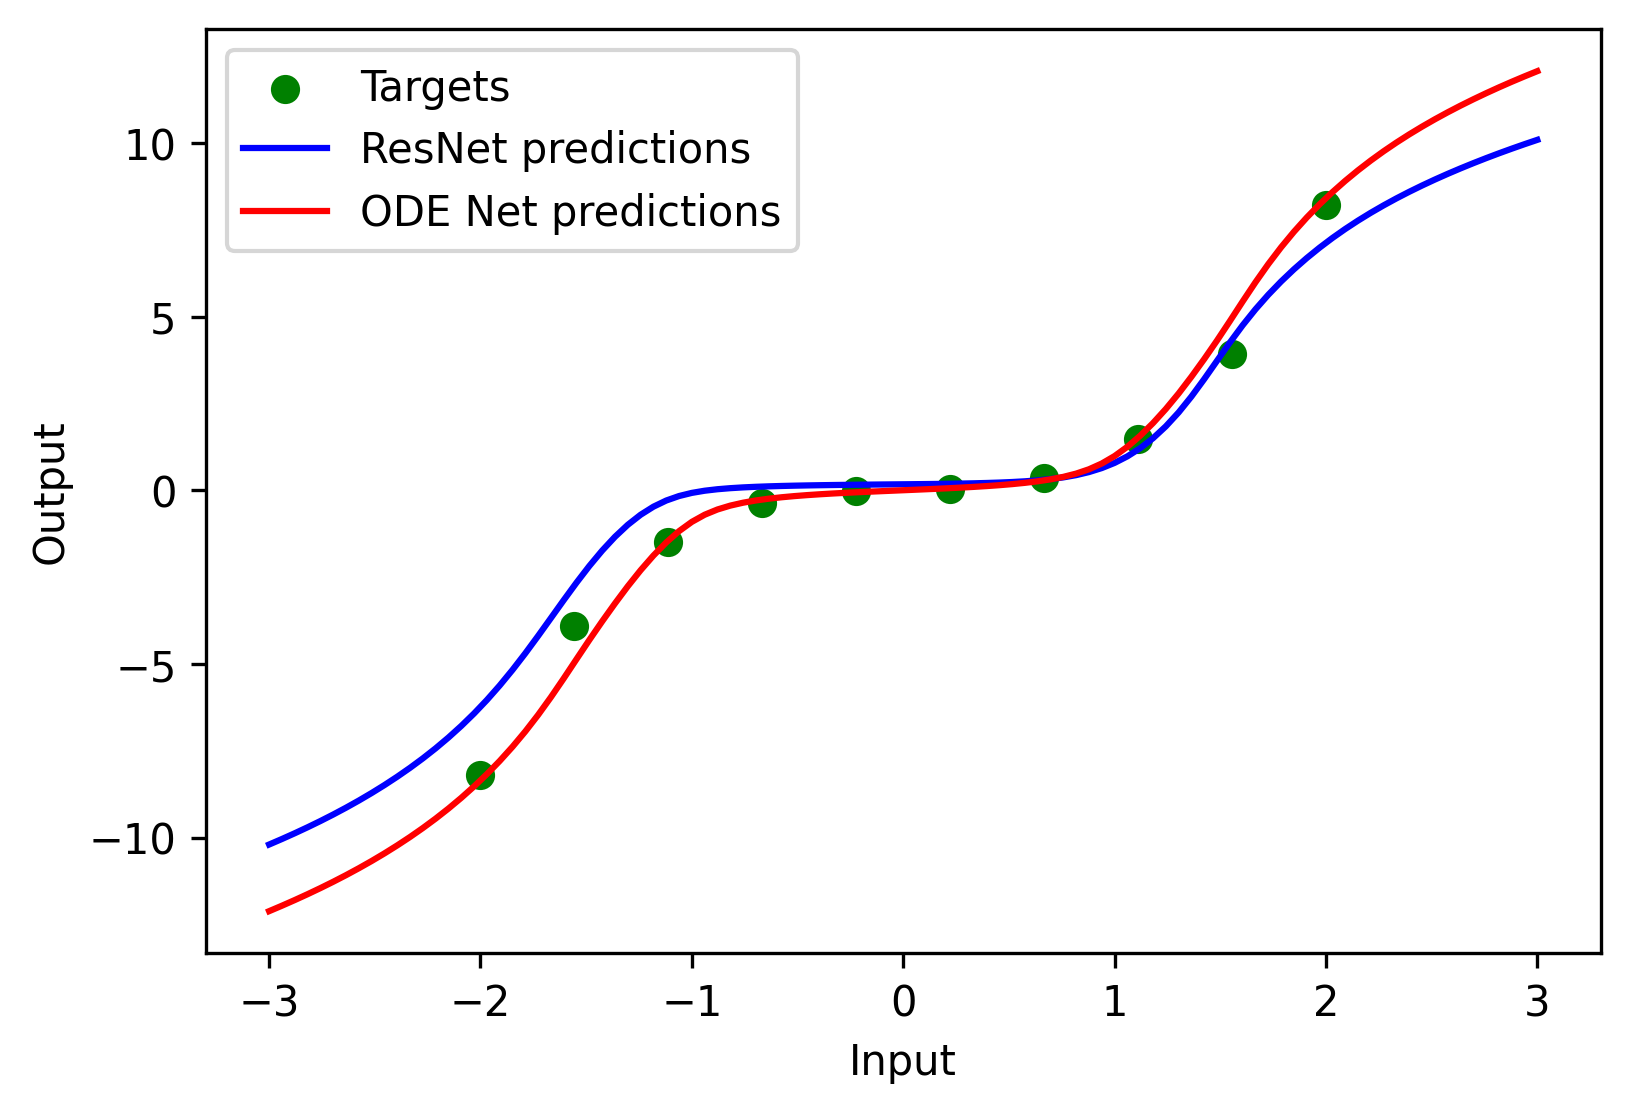 Targets
ResNet predictions
ODE Net predictions
10
5
0
−5
−10
Output
−3 −2 −1 0 1 2 3
Input